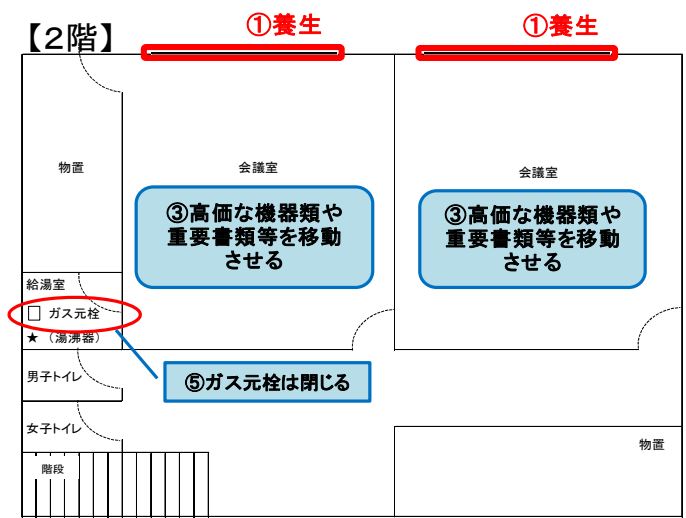 【2階】
①養生
①養生
物置
会議室
会議室
③高価な機器類や
重要書類等を移動
させる
③高価な機器類や
重要書類等を移動
させる
給湯室
ガス元栓
★ （湯沸器）
⑤ガス元栓は閉じる
男子トイレ
女子トイレ
物置
階段